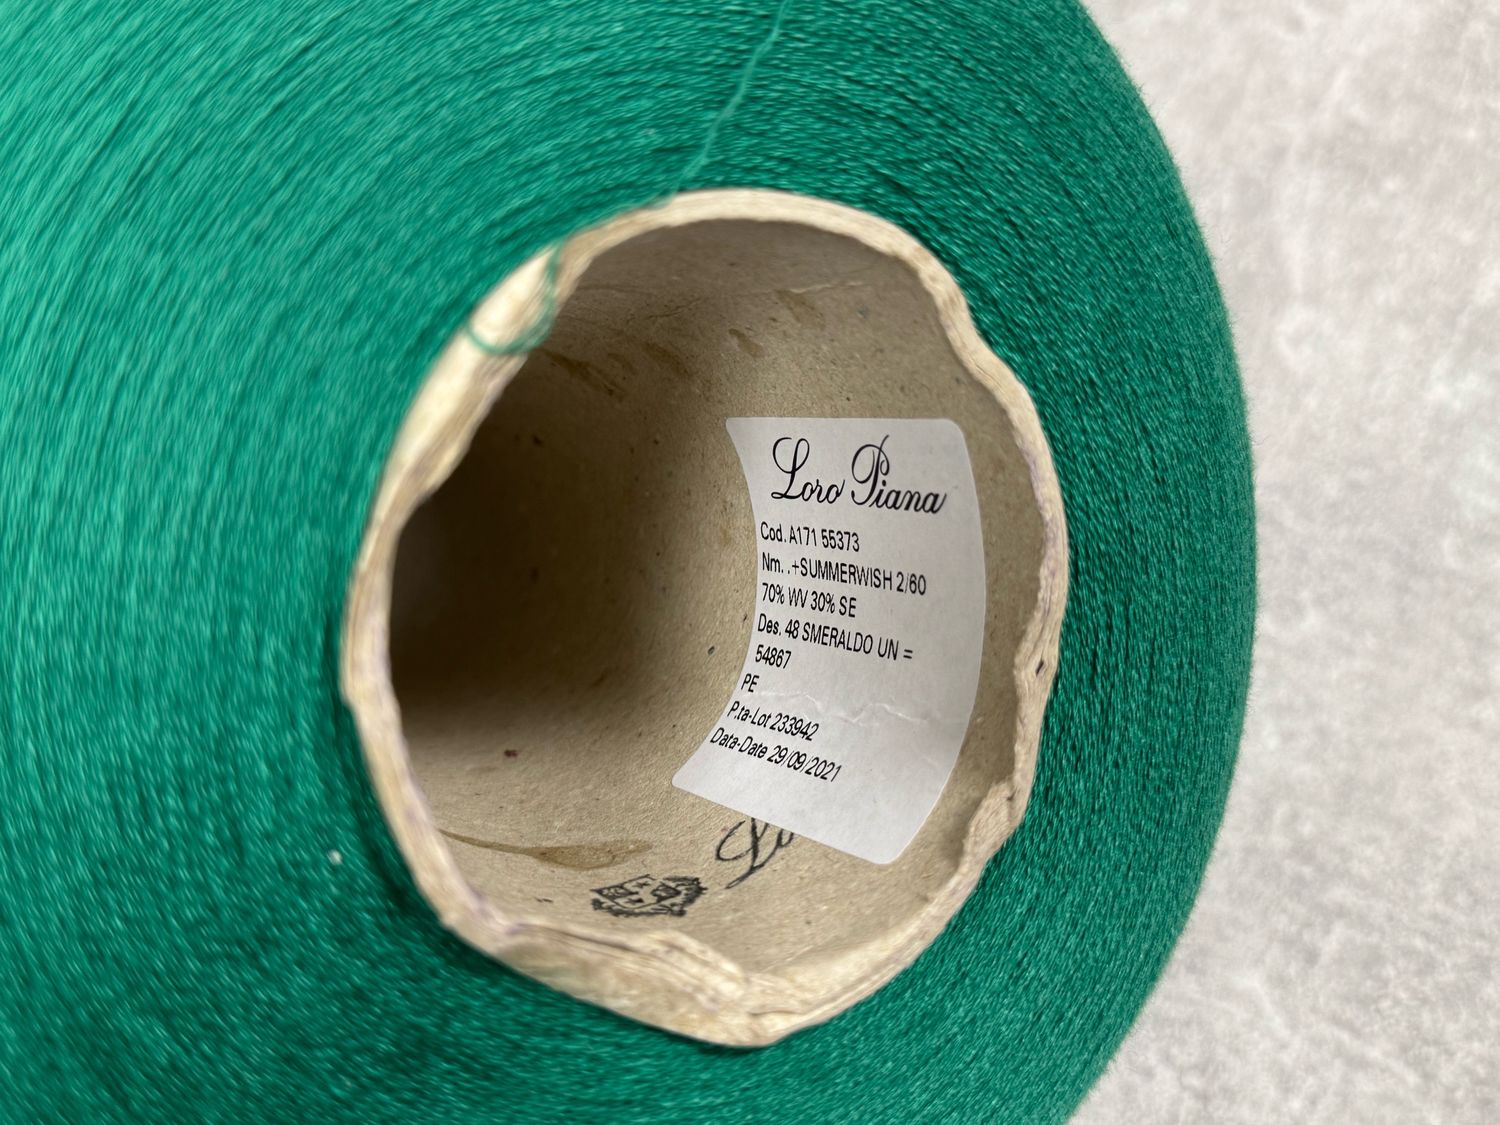 Loro Piana
Cod. A171 55373
Nm. .+SUMMERWISH 2/60
70% WV 30% SE
Des. 48 SMERALDO UN =
54867
PE
P.ta-Lot 233942
Data-Date 29/09/2021